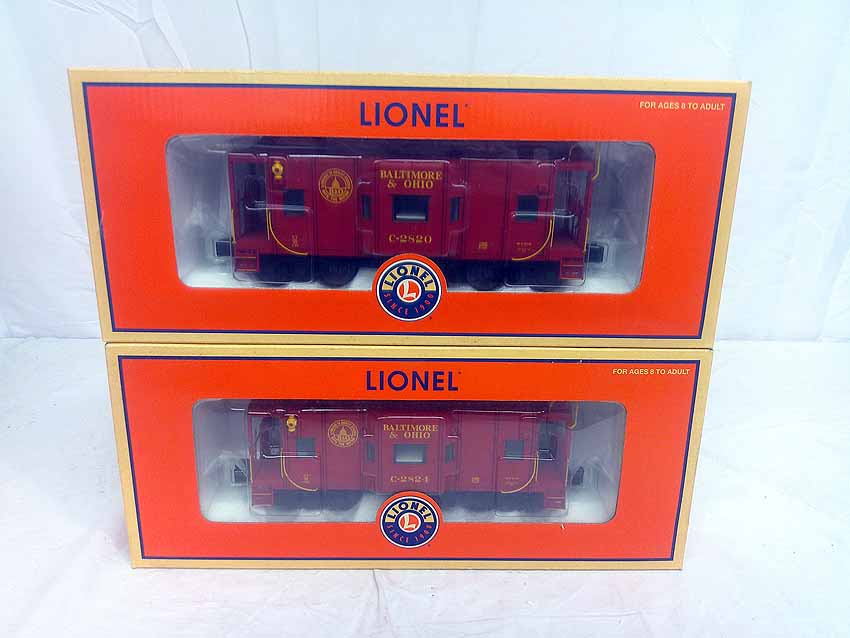 LIONEL
FOR AGES 8 TO ADULT
BALTIMORE
& OHIO
C-2820
LIONEL
L
SINCE 1900
LIONEL
FOR AGES 8 TO ADULT
BALTIMORE
& OHIO
C-2824
LIONEL
L
SINCE 1900